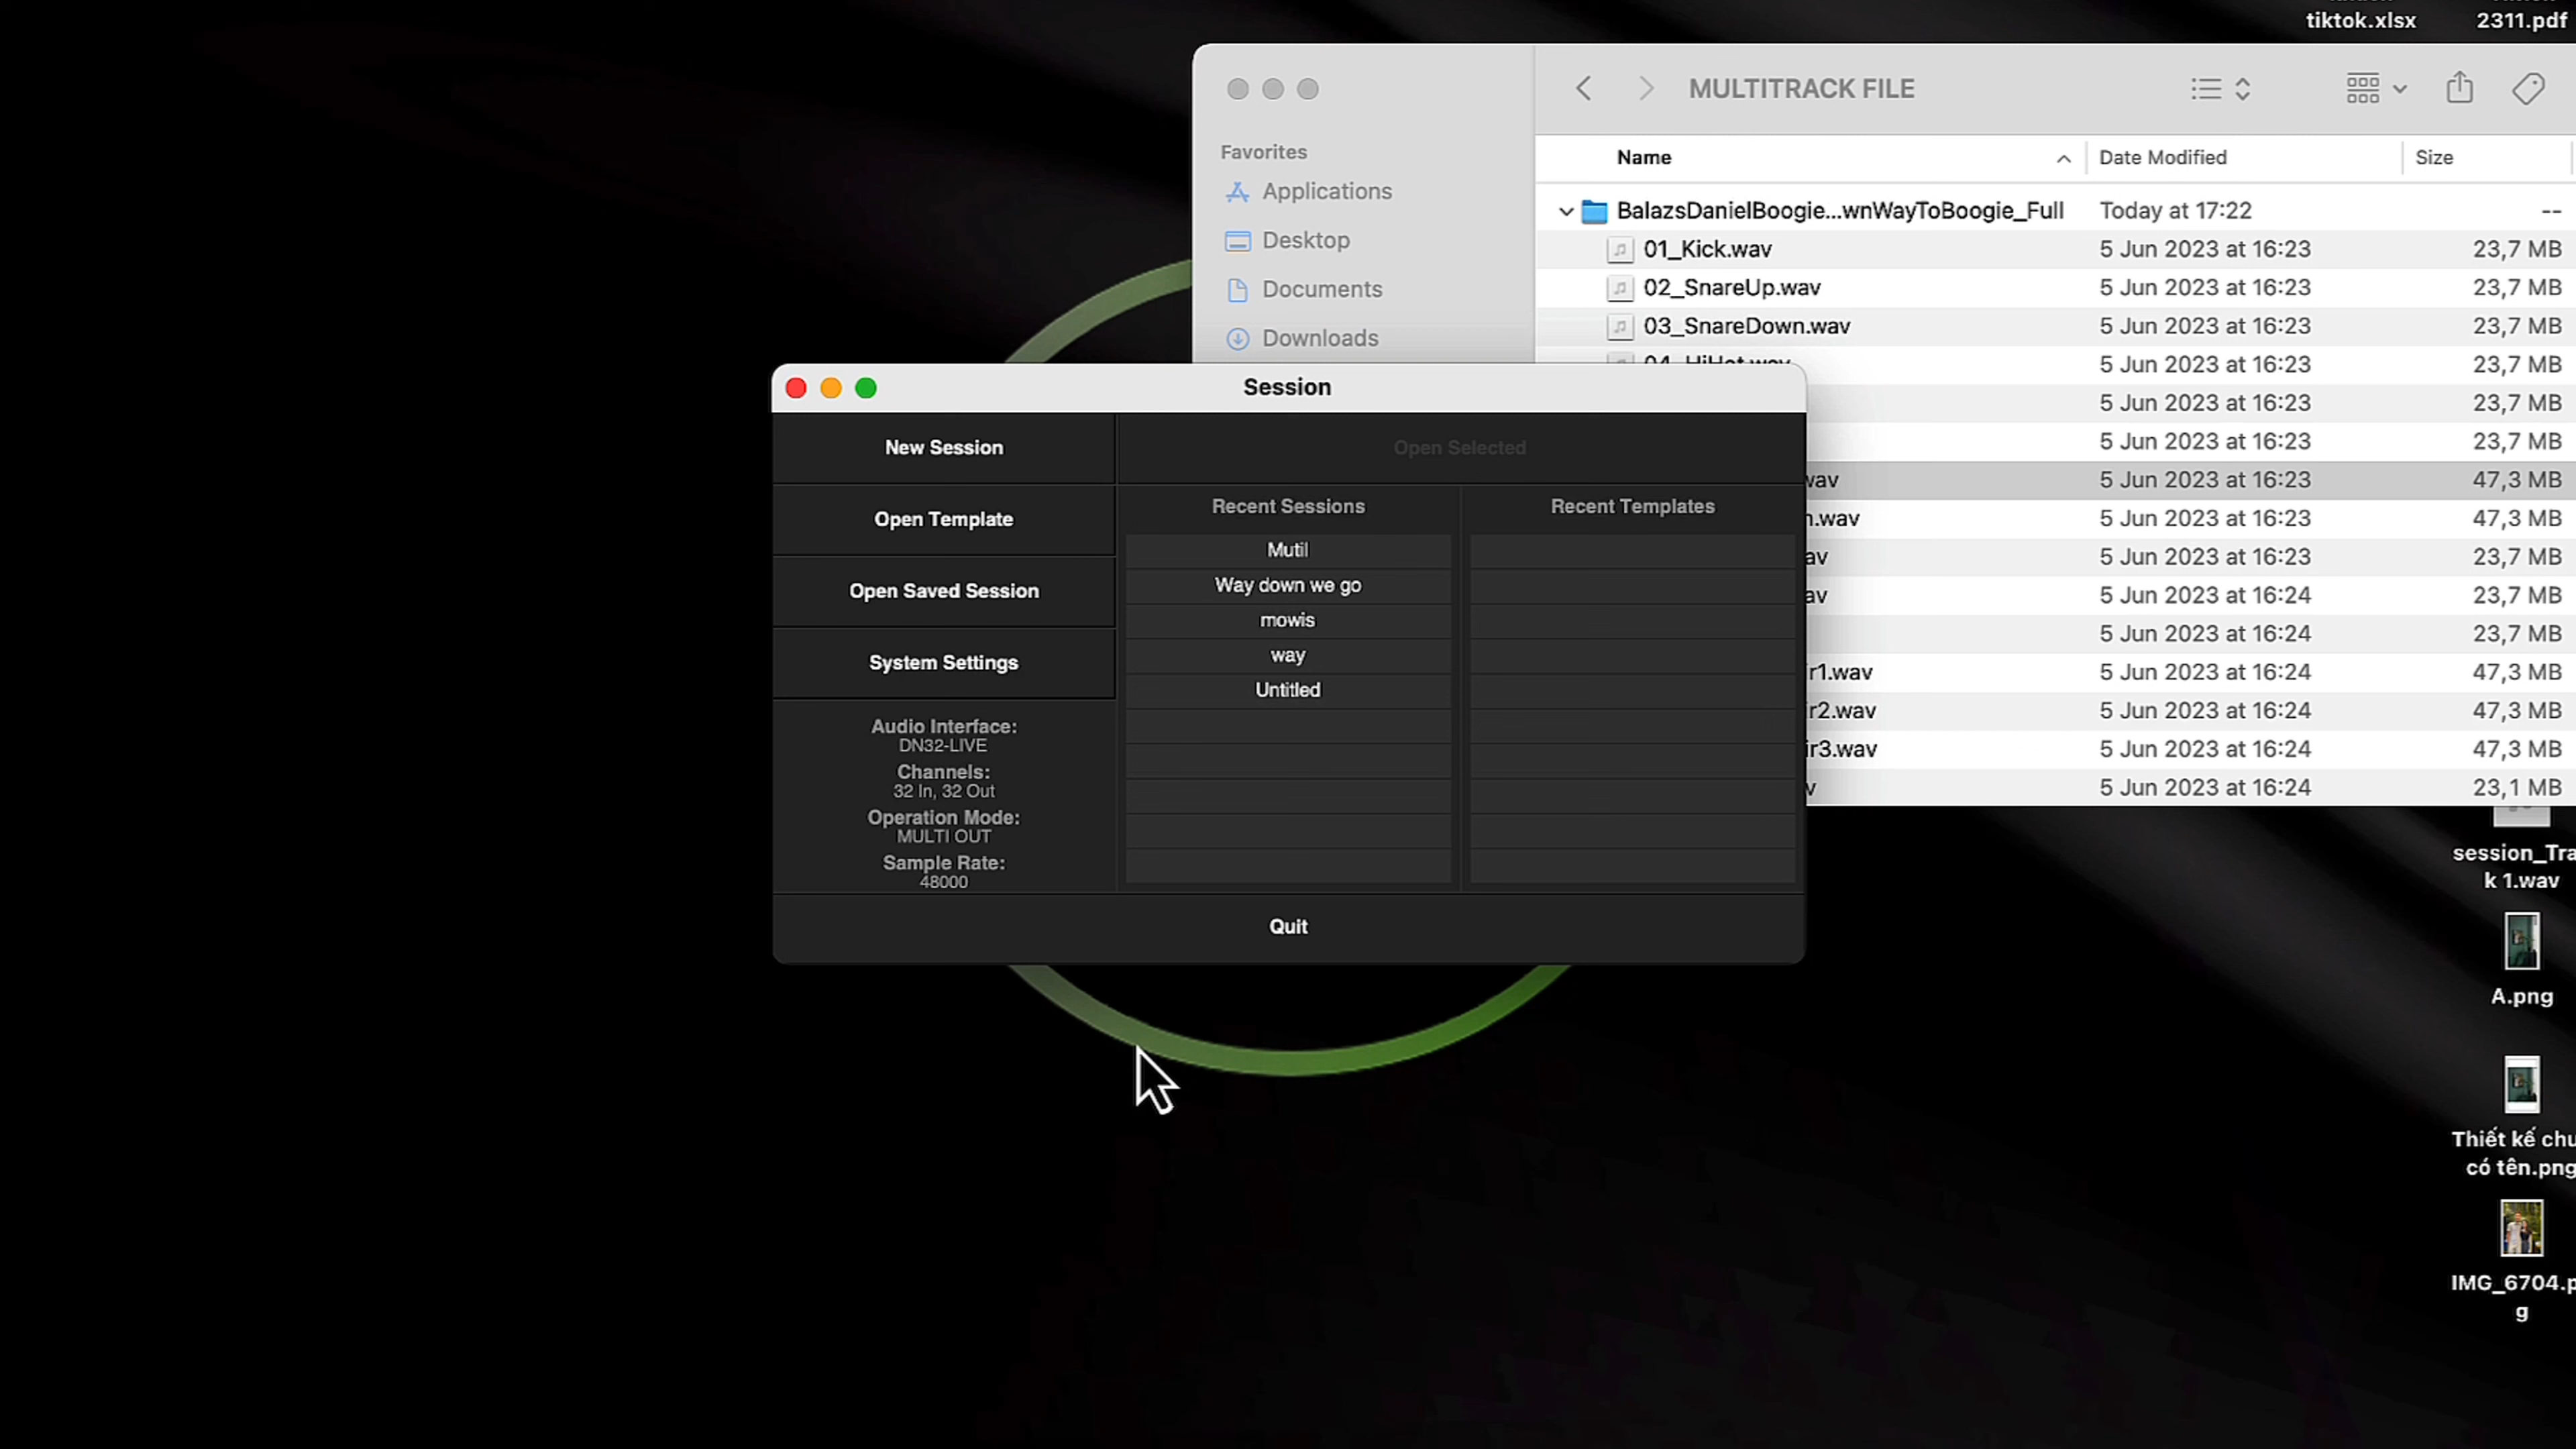 tiktok.xlsx
2311.pdf
MULTITRACK FILE
Favorites
Applications
Desktop
Documents
Downloads
Name
Date Modified
Size
BalazsDanielBoogie...wnWayToBoogie_Full
Today at 17:22
--
01_Kick.wav
5 Jun 2023 at 16:23
23,7 MB
02_SnareUp.wav
5 Jun 2023 at 16:23
23,7 MB
03_SnareDown.wav
5 Jun 2023 at 16:23
23,7 MB
04_HiHat.wav
5 Jun 2023 at 16:23
23,7 MB
5 Jun 2023 at 16:23
23,7 MB
5 Jun 2023 at 16:23
23,7 MB
wav
5 Jun 2023 at 16:23
47,3 MB
n.wav
5 Jun 2023 at 16:23
47,3 MB
av
5 Jun 2023 at 16:23
23,7 MB
av
5 Jun 2023 at 16:24
23,7 MB
5 Jun 2023 at 16:24
23,7 MB
r1.wav
5 Jun 2023 at 16:24
47,3 MB
r2.wav
5 Jun 2023 at 16:24
47,3 MB
ir3.wav
5 Jun 2023 at 16:24
47,3 MB
v
5 Jun 2023 at 16:24
23,1 MB
Session
New Session
Open Template
Open Saved Session
System Settings
Audio Interface:
DN32-LIVE
Channels:
32 In, 32 Out
Operation Mode:
MULTI OUT
Sample Rate:
48000
Open Selected
Recent Sessions
Mutil
Way down we go
mowis
way
Untitled
Recent Templates
Quit
session_Tra
k 1.wav
A.png
Thiết kế chư
có tên.png
IMG_6704.p
g